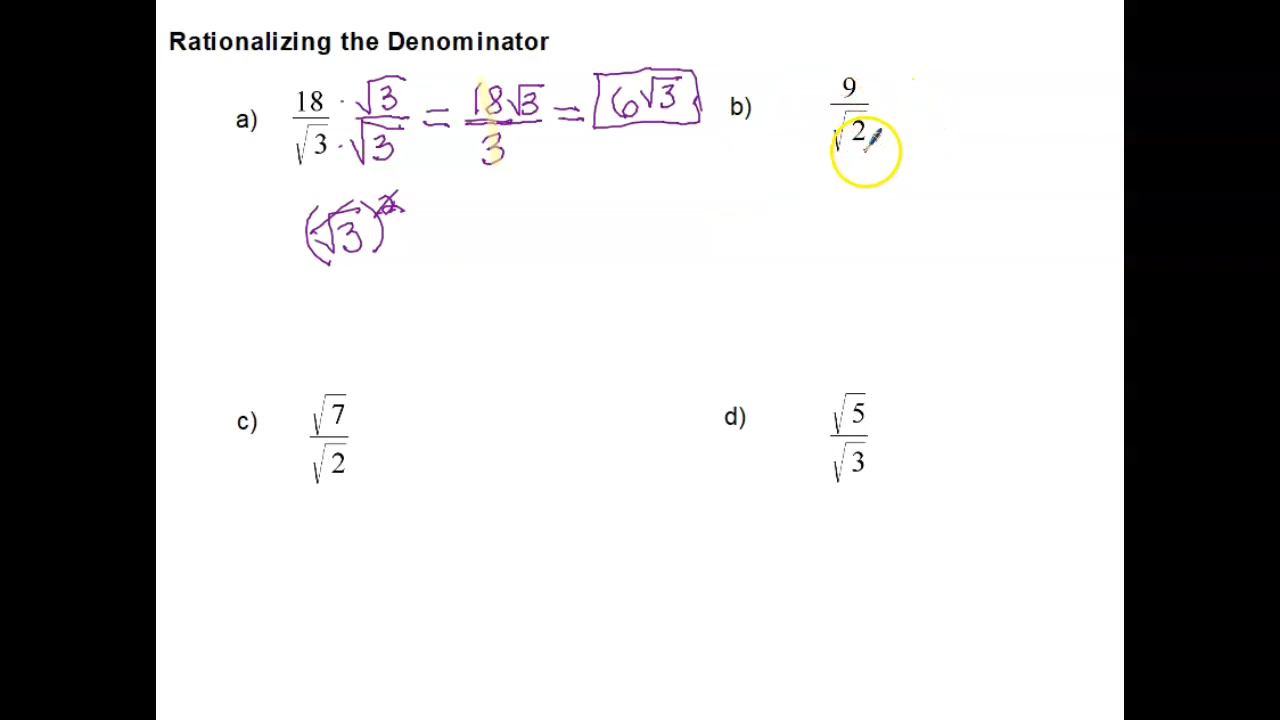 Rationalizing the Denominator
a) 18/√3 · √3/√3 = 18√3/3 = 6√3
b) 9/√2
(√3)²
c) √7/√2
d) √5/√3